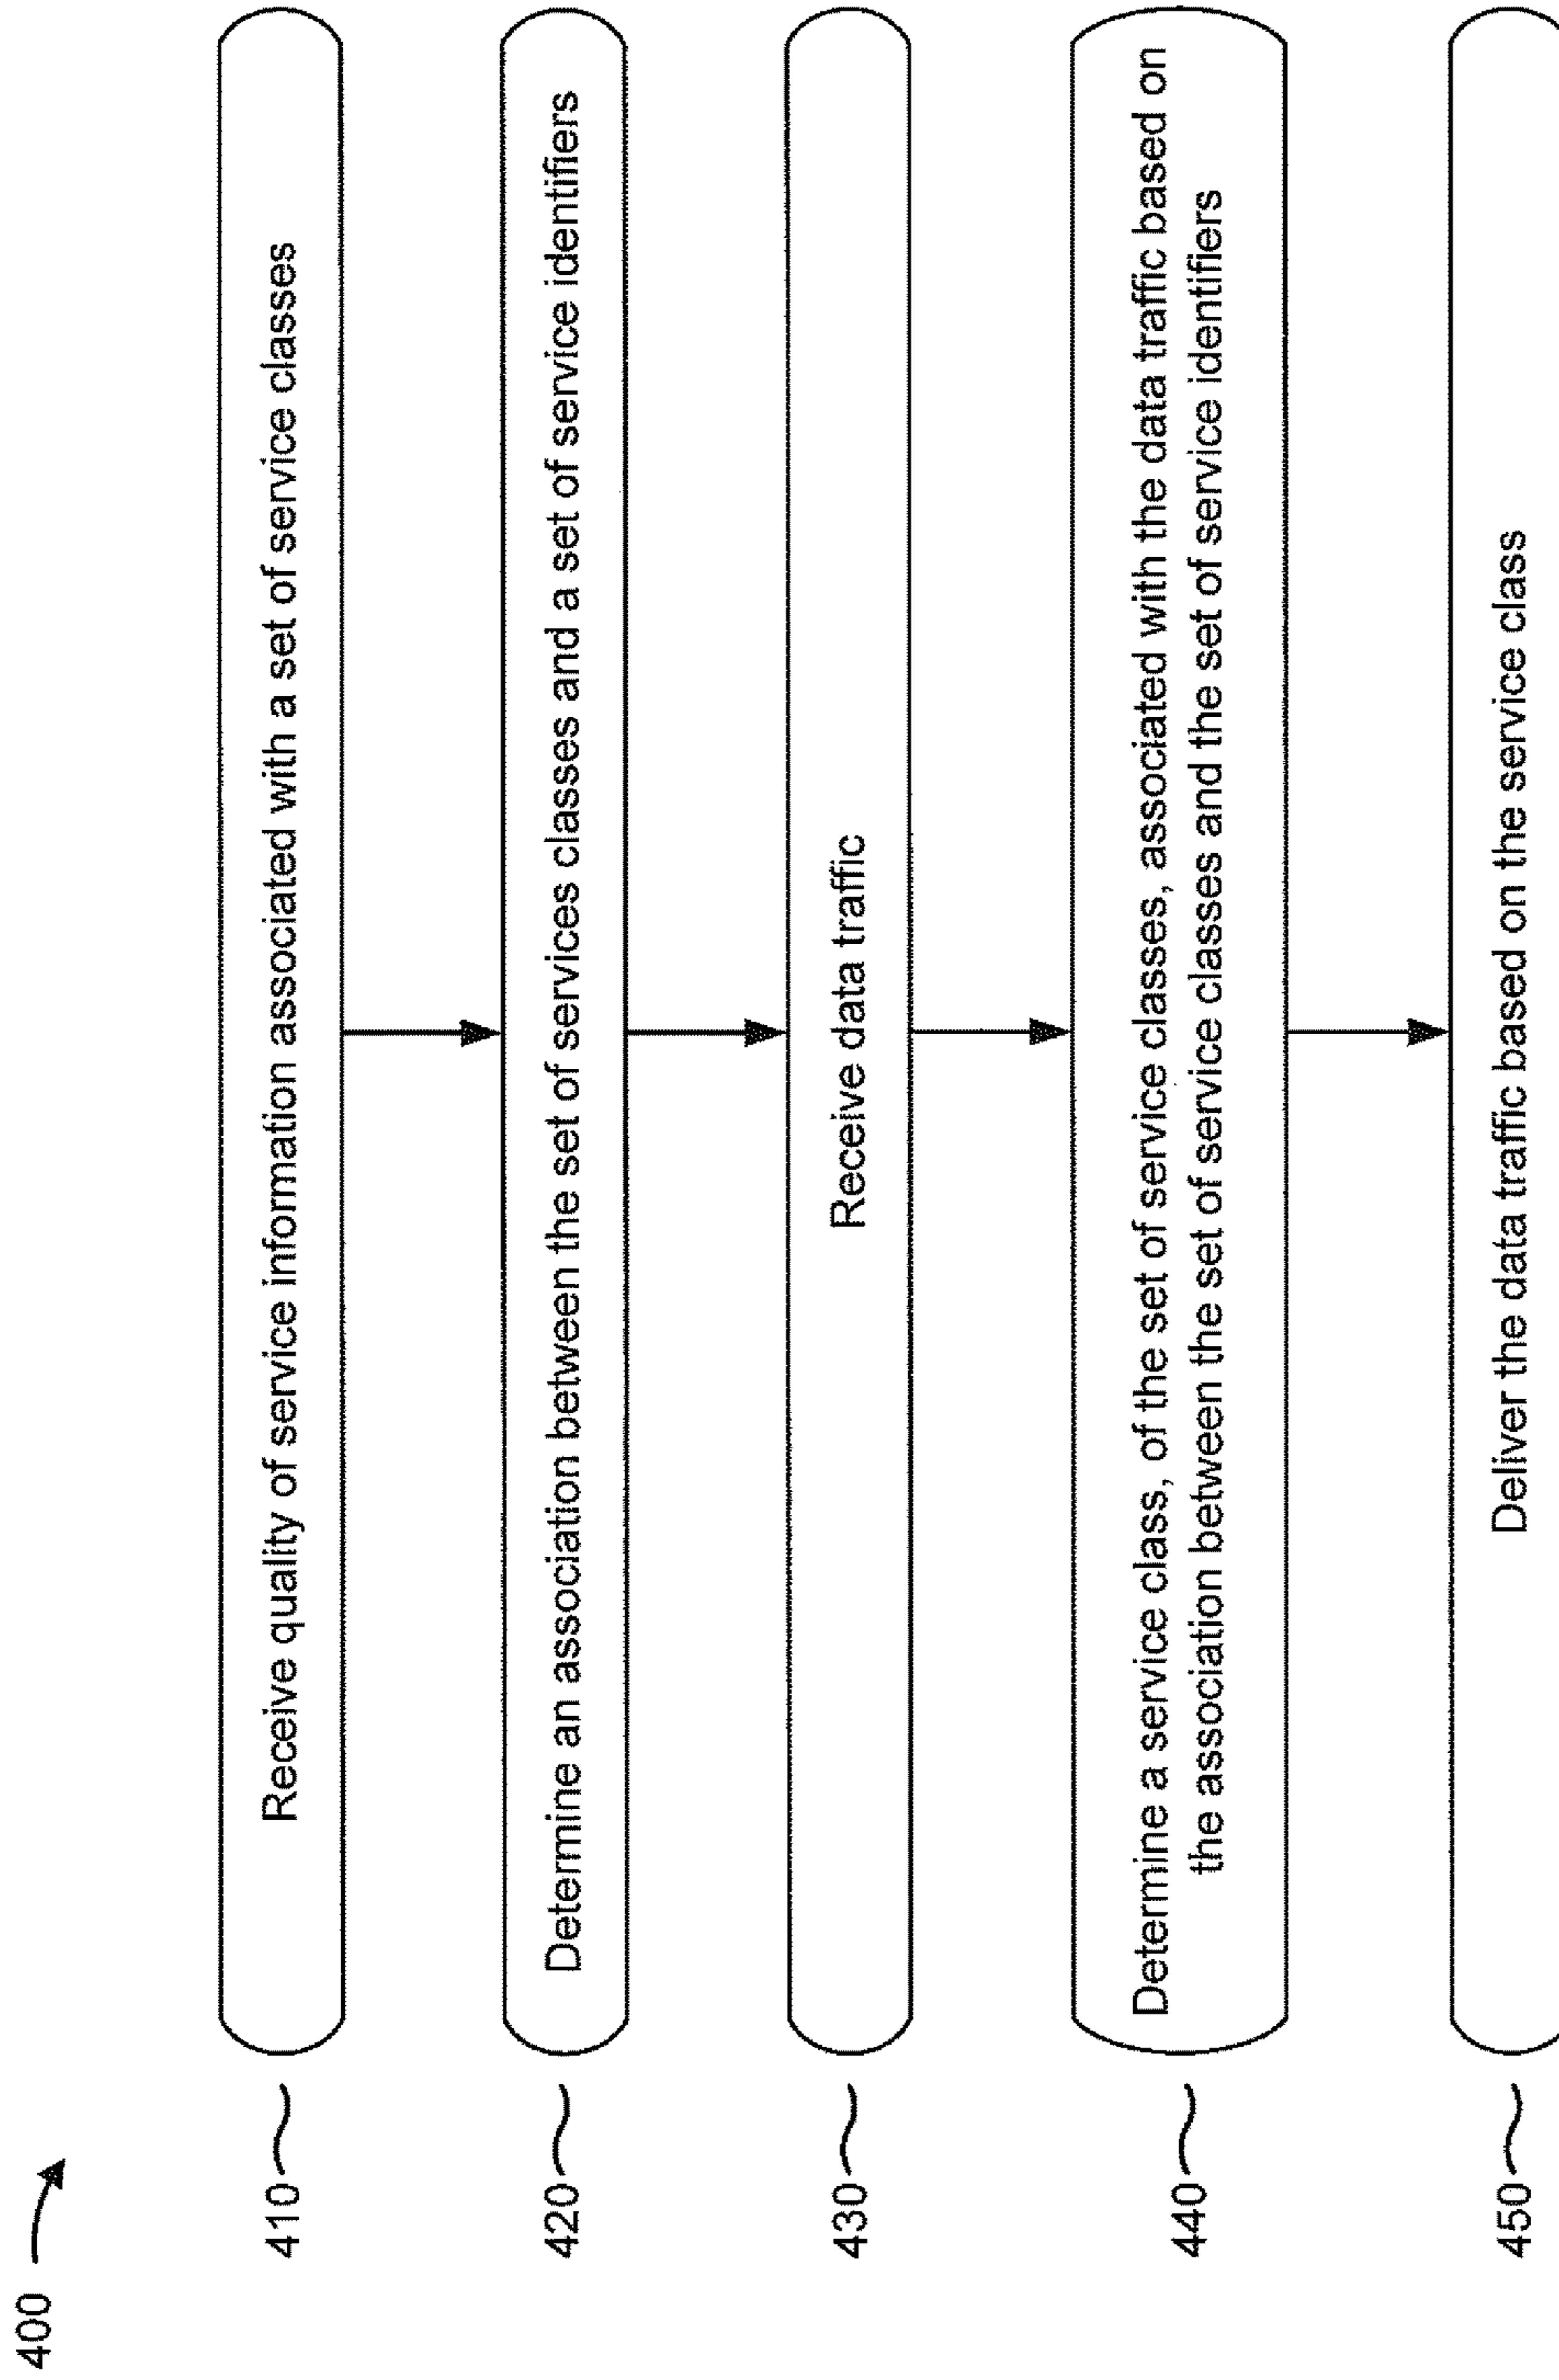 400
410
Receive quality of service information associated with a set of service classes
420
Determine an association between the set of services classes and a set of service identifiers
430
Receive data traffic
440
Determine a service class, of the set of service classes, associated with the data traffic based on
the association between the set of service classes and the set of service identifiers
450
Deliver the data traffic based on the service class